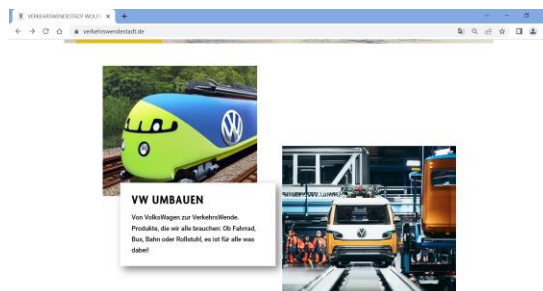 VERKEHRSWENDESTADT WOLF
verkehrswendestadt.de
VW UMBAUEN
Von VolksWagen zur VerkehrsWende.
Produkte, die wir alle brauchen: Ob Fahrrad,
Bus, Bahn oder Rollstuhl, es ist für alle was
dabei!